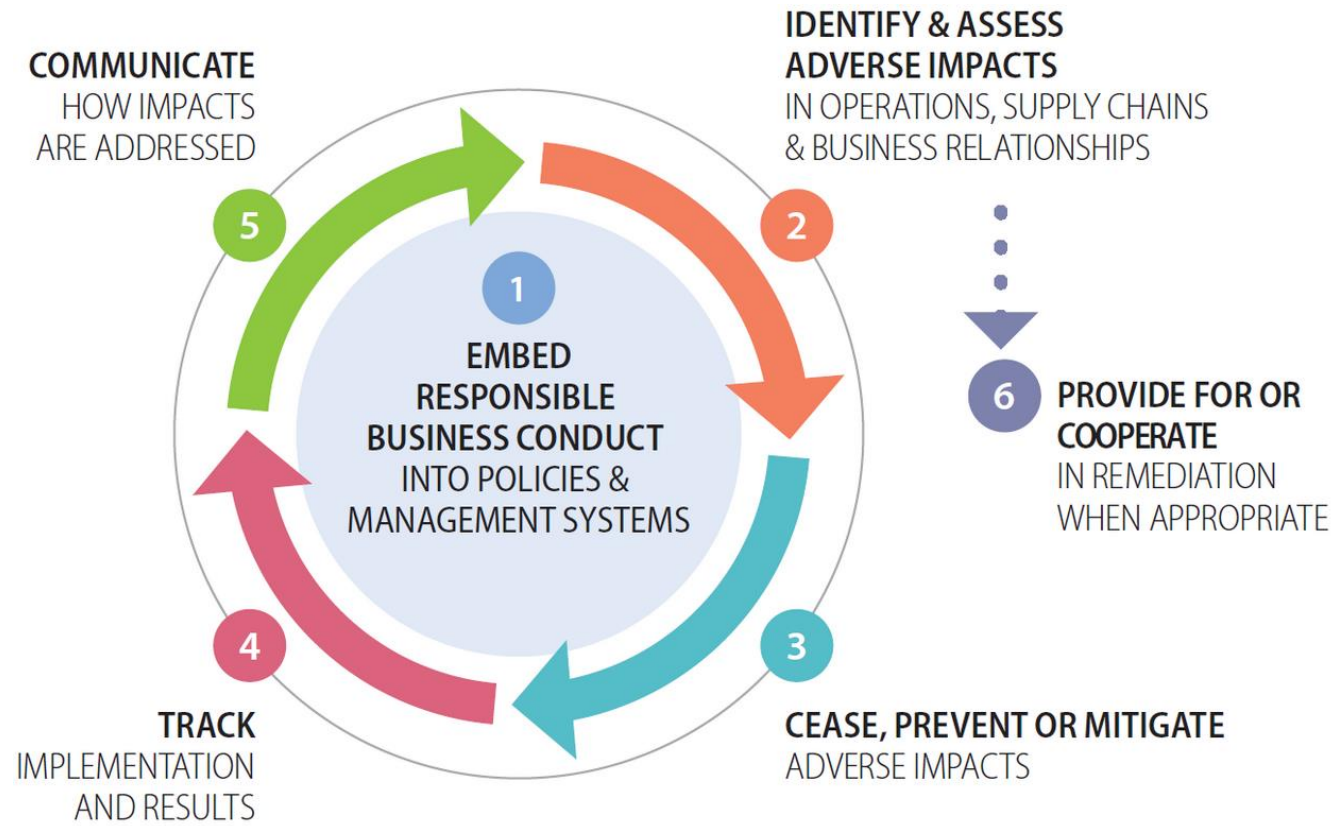 1
EMBED
RESPONSIBLE
BUSINESS CONDUCT
INTO POLICIES &
MANAGEMENT SYSTEMS
IDENTIFY & ASSESS
ADVERSE IMPACTS
IN OPERATIONS, SUPPLY CHAINS
& BUSINESS RELATIONSHIPS
2
3
CEASE, PREVENT OR MITIGATE
ADVERSE IMPACTS
4
TRACK
IMPLEMENTATION
AND RESULTS
COMMUNICATE
HOW IMPACTS
ARE ADDRESSED
5
6
PROVIDE FOR OR
COOPERATE
IN REMEDIATION
WHEN APPROPRIATE